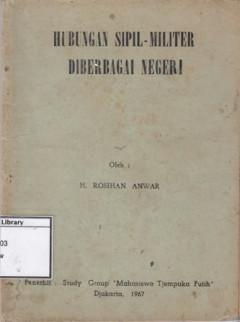 HUBUNGAN SIPIL-MILITER
DIBERBAGAI NEGERI
Oleh :
H. ROSIHAN ANWAR
Library
03
w
Penerbit : Study Group "Mahasiswa Tjempaka Putih"
Djakarta, 1967